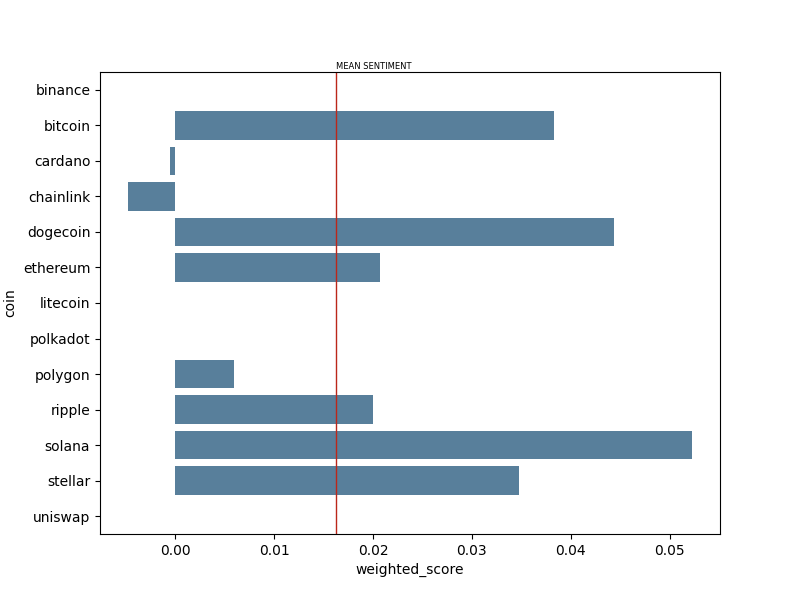 MEAN SENTIMENT
binance
bitcoin
cardano
chainlink
dogecoin
ethereum
litecoin
polkadot
polygon
ripple
solana
stellar
uniswap
coin
0.00 0.01 0.02 0.03 0.04 0.05
weighted_score